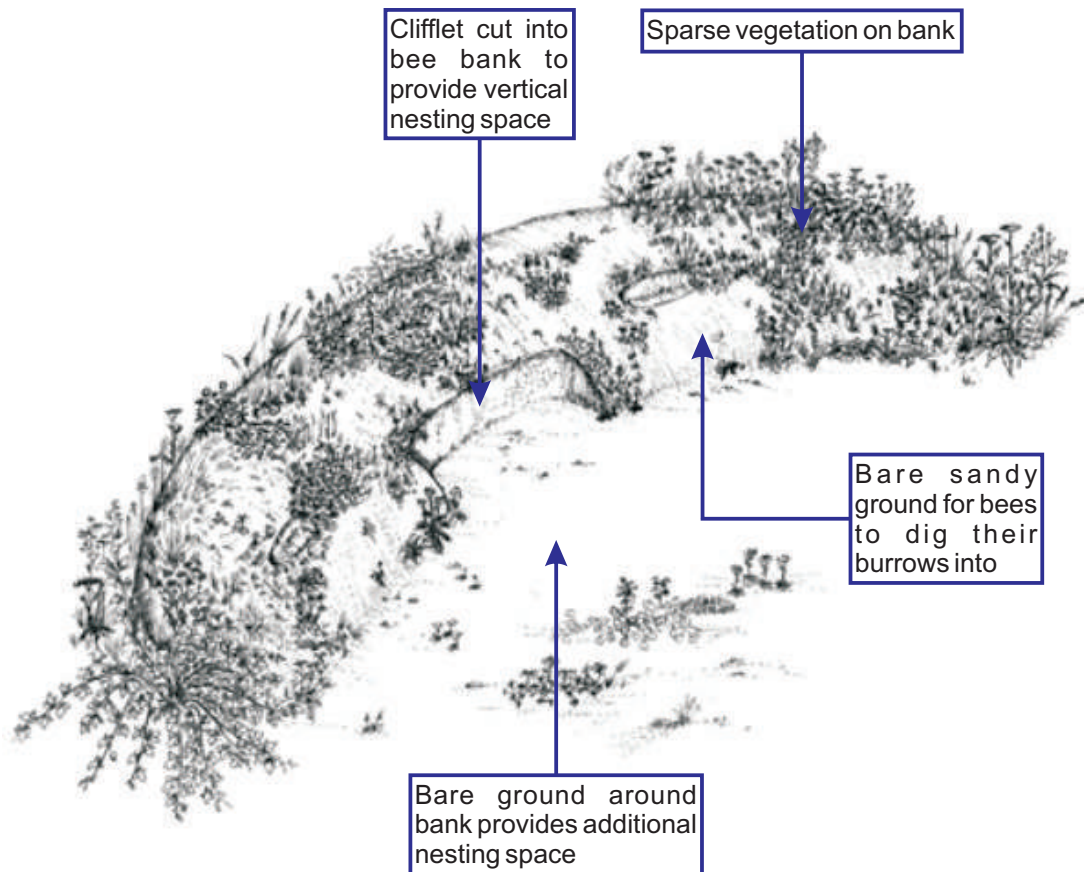 Clifflet cut into
bee bank to
provide vertical
nesting space
Sparse vegetation on bank
Bare sandy
ground for bees
to dig their
burrows into
Bare ground around
bank provides additional
nesting space